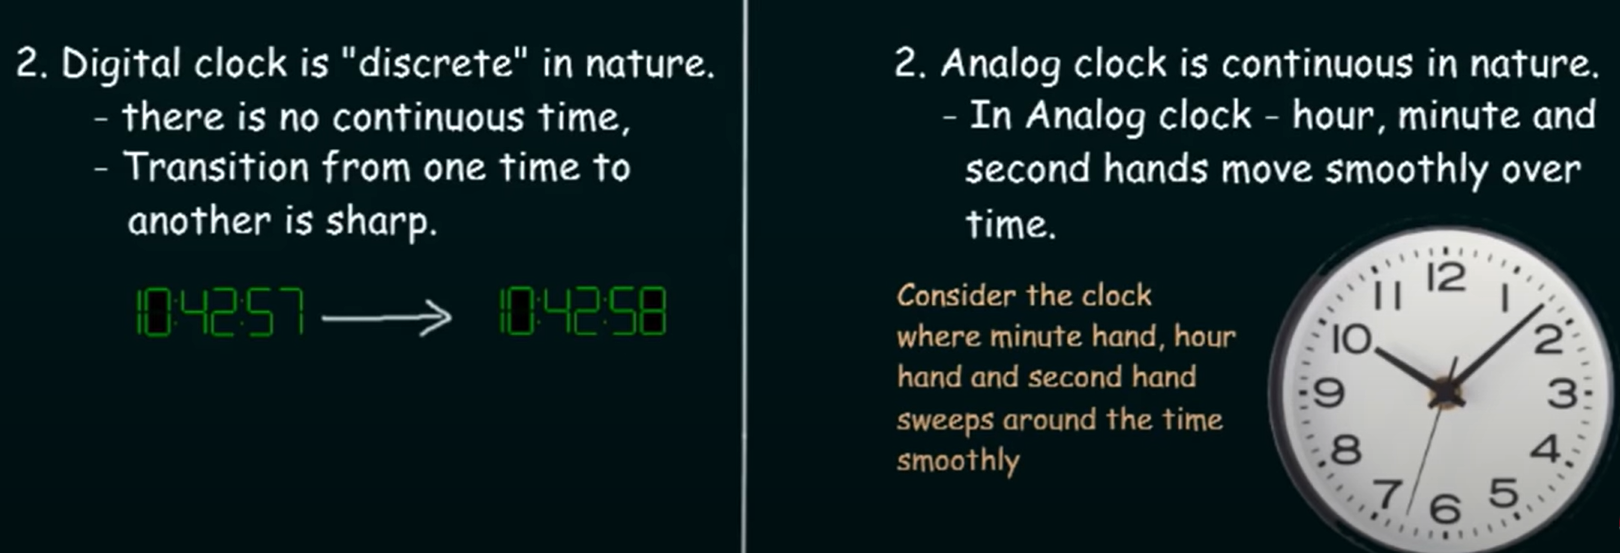 2. Digital clock is "discrete" in nature.
- there is no continuous time,
- Transition from one time to
another is sharp.
10:42:57
10:42:58
2. Analog clock is continuous in nature.
- In Analog clock - hour, minute and
second hands move smoothly over
time.
Consider the clock
where minute hand, hour
hand and second hand
sweeps around the time
smoothly
12
1
2
3
4
5
6
7
8
9
10
11